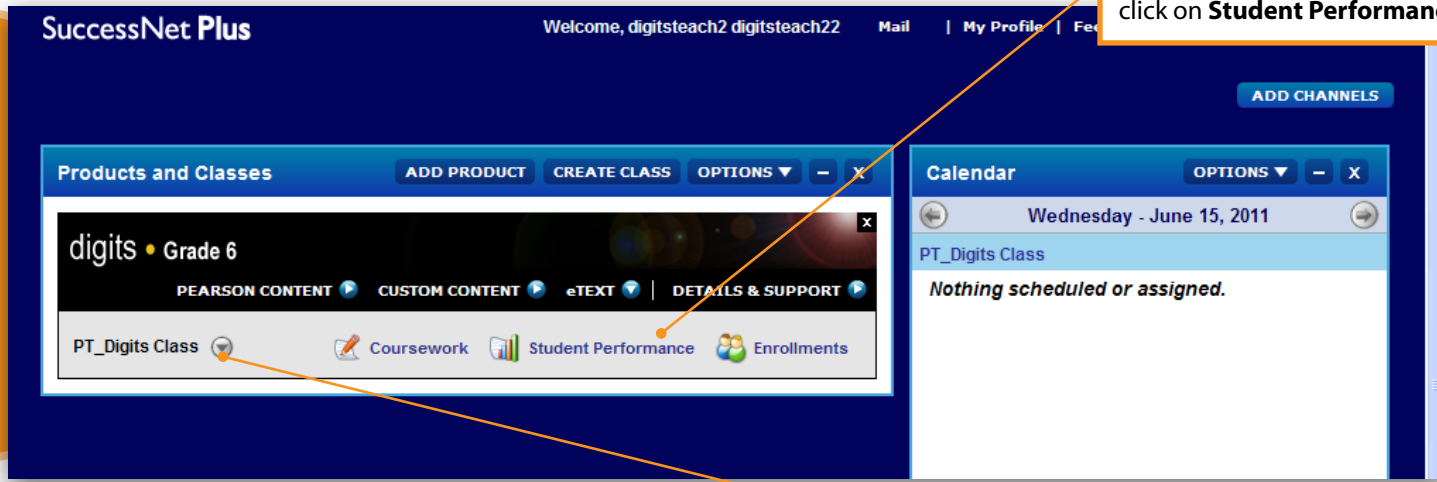 click on Student Performanc
SuccessNet Plus
Welcome, digitsteach2 digitsteach22 Mail | My Profile | Fee
ADD CHANNELS
Products and Classes ADD PRODUCT CREATE CLASS OPTIONS ▼ – X
digits • Grade 6 x
PEARSON CONTENT CUSTOM CONTENT eTEXT | DETAILS & SUPPORT
PT_Digits Class Coursework Student Performance Enrollments
Calendar OPTIONS ▼ – X
Wednesday - June 15, 2011
PT_Digits Class
Nothing scheduled or assigned.